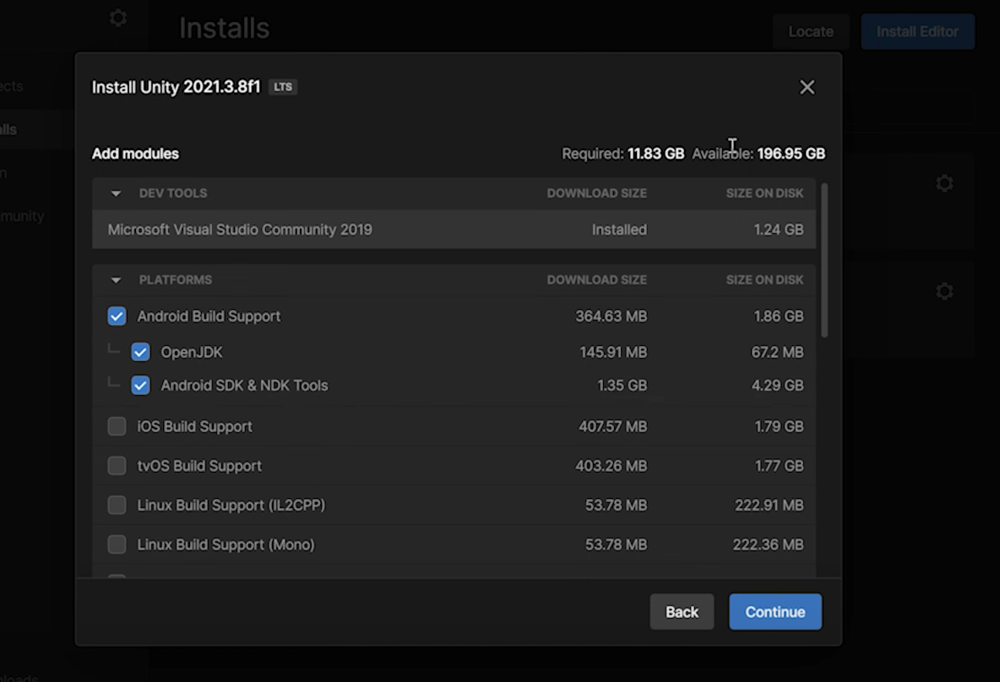 Installs
Locate
Install Editor
Install Unity 2021.3.8f1 LTS
Add modules
Required: 11.83 GB Available: 196.95 GB
DEV TOOLS DOWNLOAD SIZE SIZE ON DISK
Microsoft Visual Studio Community 2019 Installed 1.24 GB
PLATFORMS DOWNLOAD SIZE SIZE ON DISK
Android Build Support 364.63 MB 1.86 GB
OpenJDK 145.91 MB 67.2 MB
Android SDK & NDK Tools 1.35 GB 4.29 GB
iOS Build Support 407.57 MB 1.79 GB
tvOS Build Support 403.26 MB 1.77 GB
Linux Build Support (IL2CPP) 53.78 MB 222.91 MB
Linux Build Support (Mono) 53.78 MB 222.36 MB
Back
Continue